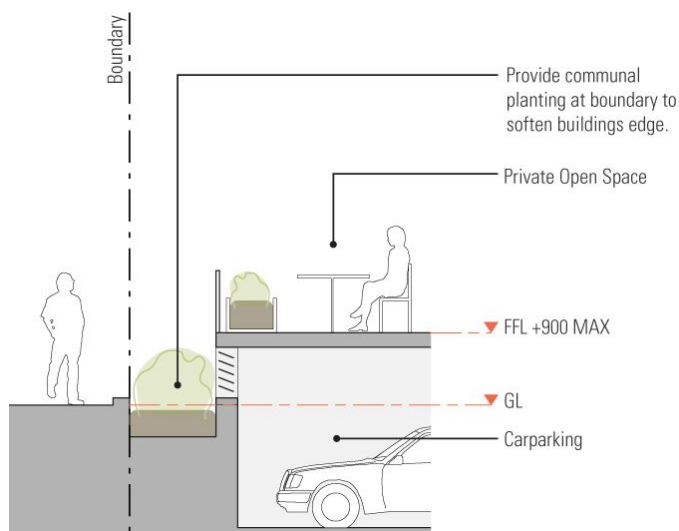 Boundary
Provide communal
planting at boundary to
soften buildings edge.
Private Open Space
FFL +900 MAX
GL
Carparking